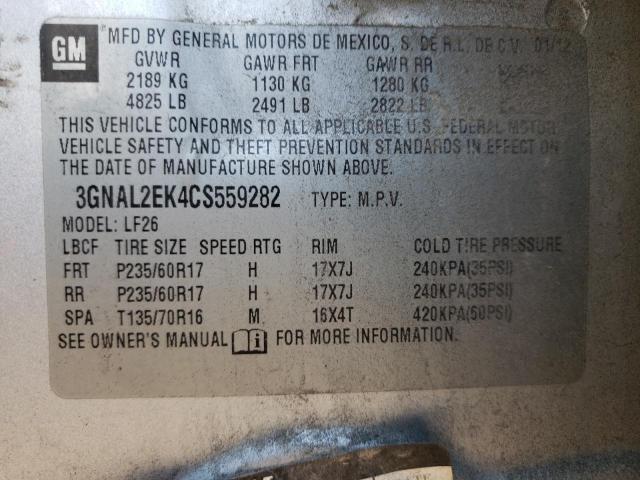 GM
MFD BY GENERAL MOTORS DE MEXICO, S. DE R.L. DE C.V. 01/12
GVWR GAWR FRT GAWR RR
2189 KG 1130 KG 1280 KG
4825 LB 2491 LB 2822 LB
THIS VEHICLE CONFORMS TO ALL APPLICABLE U.S. FEDERAL MOTOR
VEHICLE SAFETY AND THEFT PREVENTION STANDARDS IN EFFECT ON
THE DATE OF MANUFACTURE SHOWN ABOVE.
3GNAL2EK4CS559282 TYPE: M.P.V.
MODEL: LF26
LBCF TIRE SIZE SPEED RTG RIM COLD TIRE PRESSURE
FRT P235/60R17 H 17X7J 240KPA(35PSI)
RR P235/60R17 H 17X7J 240KPA(35PSI)
SPA T135/70R16 M 16X4T 420KPA(60PSI)
SEE OWNER'S MANUAL FOR MORE INFORMATION.